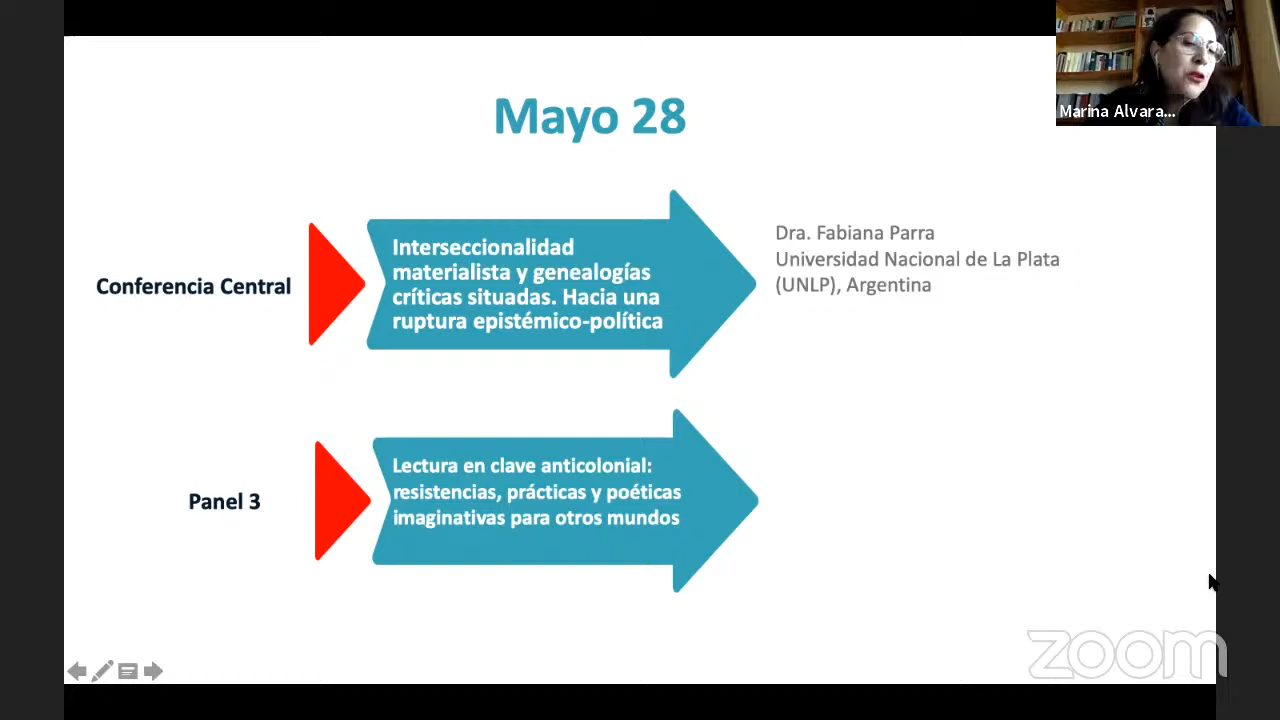 Mayo 28
Marina Alvara...
Conferencia Central
Interseccionalidad
materialista y genealogías
críticas situadas. Hacia una
ruptura epistémico-política
Dra. Fabiana Parra
Universidad Nacional de La Plata
(UNLP), Argentina
Panel 3
Lectura en clave anticolonial:
resistencias, prácticas y poéticas
imaginativas para otros mundos
zoom